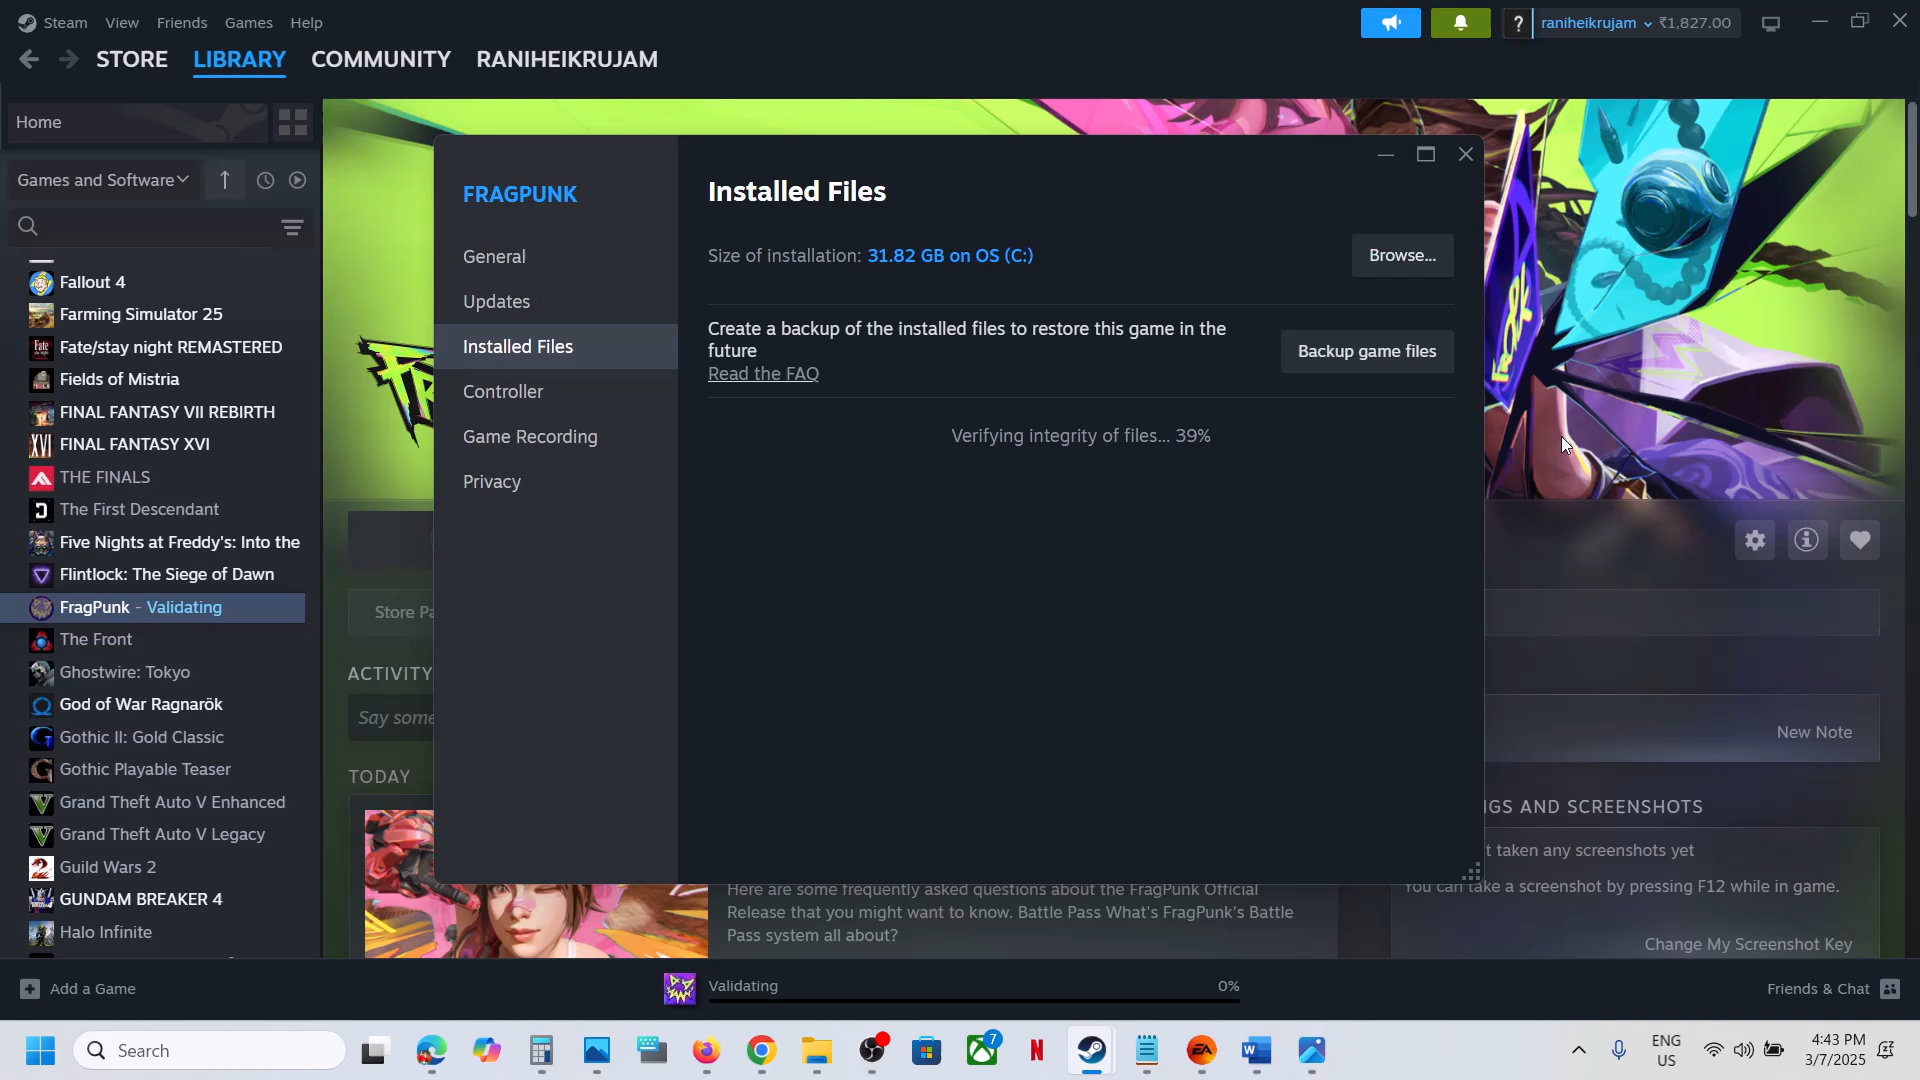 Steam View Friends Games Help
? raniheikrujam ₹1,827.00
STORE LIBRARY COMMUNITY RANIHEIKRUJAM
Home
Games and Software
Fallout 4
Farming Simulator 25
Fate/stay night REMASTERED
Fields of Mistria
FINAL FANTASY VII REBIRTH
FINAL FANTASY XVI
THE FINALS
The First Descendant
Five Nights at Freddy's: Into the
Flintlock: The Siege of Dawn
FragPunk - Validating
The Front
Ghostwire: Tokyo
God of War Ragnarök
Gothic II: Gold Classic
Gothic Playable Teaser
Grand Theft Auto V Enhanced
Grand Theft Auto V Legacy
Guild Wars 2
GUNDAM BREAKER 4
Halo Infinite
FRAGPUNK
General
Updates
Installed Files
Controller
Game Recording
Privacy
Installed Files
Size of installation: 31.82 GB on OS (C:)
Browse...
Create a backup of the installed files to restore this game in the
future
Read the FAQ
Backup game files
Verifying integrity of files... 39%
Store Pa
ACTIVITY
Say some
TODAY
New Note
GS AND SCREENSHOTS
t taken any screenshots yet
You can take a screenshot by pressing F12 while in game.
Change My Screenshot Key
Here are some frequently asked questions about the FragPunk Official
Release that you might want to know. Battle Pass What's FragPunk's Battle
Pass system all about?
Add a Game
Validating 0%
Friends & Chat
Search
7
ENG
US
4:43 PM
3/7/2025